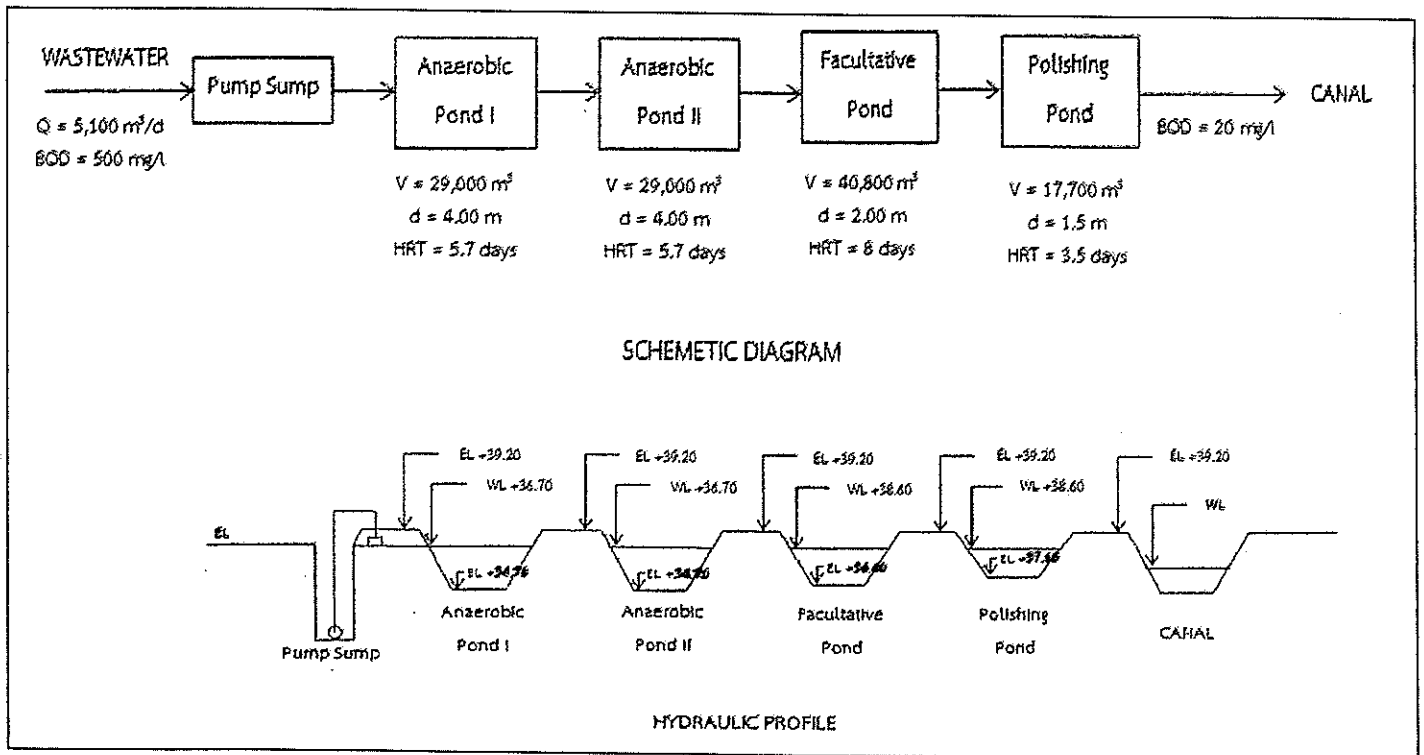 WASTEWATER
Q = 5,100 m³/d
BOD = 500 mg/l
Pump Sump
Anaerobic
Pond I
V = 29,000 m³
d = 4.00 m
HRT = 5.7 days
Anaerobic
Pond II
V = 29,000 m³
d = 4.00 m
HRT = 5.7 days
Facultative
Pond
V = 40,800 m³
d = 2.00 m
HRT = 8 days
Polishing
Pond
V = 17,700 m³
d = 1.5 m
HRT = 3.5 days
BOD = 20 mg/l
CANAL
SCHEMETIC DIAGRAM
EL +39.20
EL +39.20
EL +39.20
EL +39.20
EL +39.20
WL
WL
WL +38.60
WL +38.60
WL
EL
EL
EL
EL
EL
Pump Sump
Anaerobic
Pond I
Anaerobic
Pond II
Facultative
Pond
Polishing
Pond
CANAL
HYDRAULIC PROFILE